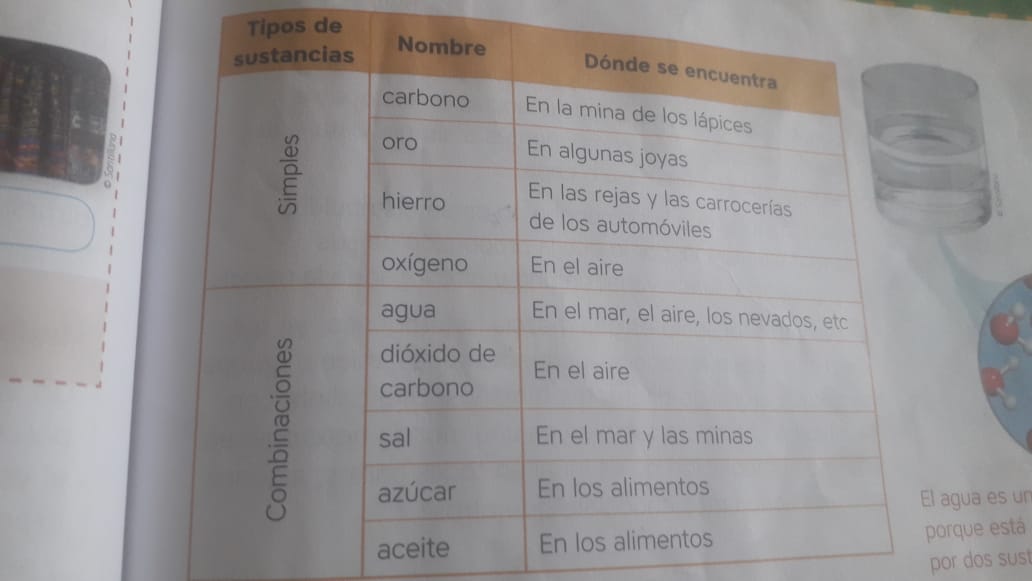 Tipos de
sustancias
Nombre
Dónde se encuentra
Simples
carbono
En la mina de los lápices
oro
En algunas joyas
hierro
En las rejas y las carrocerías
de los automóviles
oxígeno
En el aire
Combinaciones
agua
En el mar, el aire, los nevados, etc
dióxido de
carbono
En el aire
sal
En el mar y las minas
azúcar
En los alimentos
aceite
En los alimentos
© Santillana
© Santillana
El agua es un
porque está
por dos sust